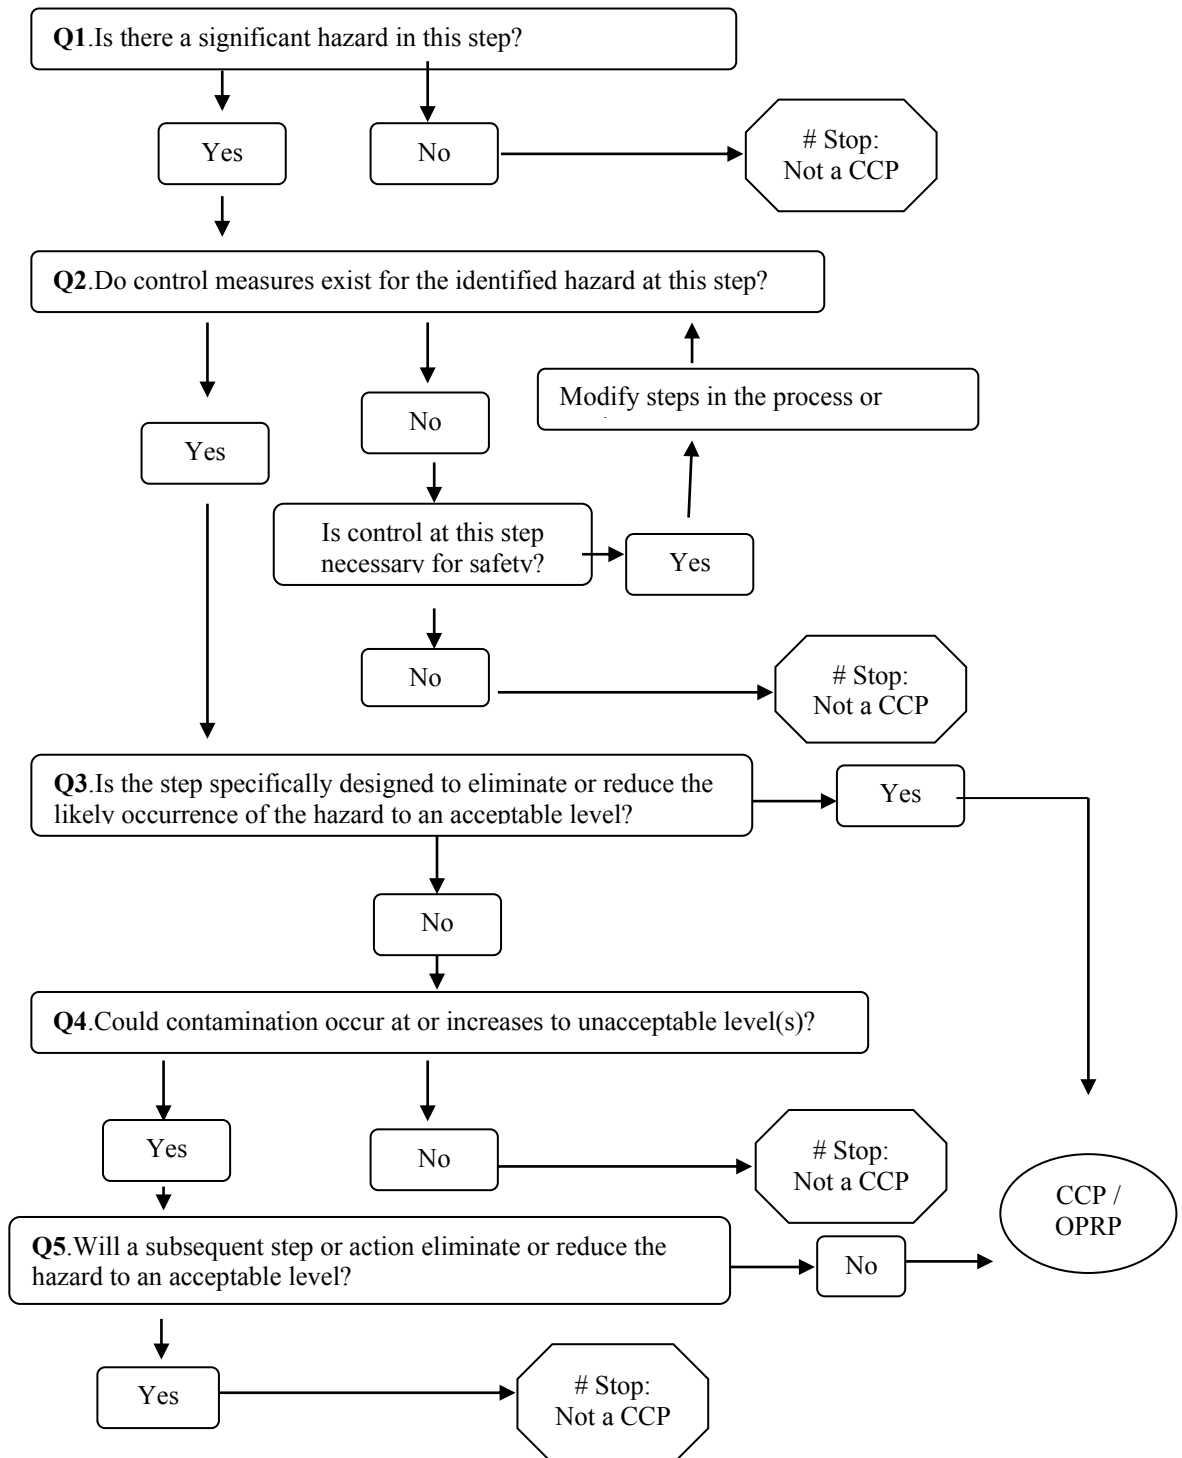 Q1.Is there a significant hazard in this step?
Yes
No
# Stop:
Not a CCP
Q2.Do control measures exist for the identified hazard at this step?
Modify steps in the process or
No
Yes
Is control at this step
necessary for safety?
Yes
No
# Stop:
Not a CCP
Q3.Is the step specifically designed to eliminate or reduce the
likely occurrence of the hazard to an acceptable level?
Yes
No
Q4.Could contamination occur at or increases to unacceptable level(s)?
Yes
No
# Stop:
Not a CCP
CCP /
OPRP
Q5.Will a subsequent step or action eliminate or reduce the
hazard to an acceptable level?
No
Yes
# Stop:
Not a CCP